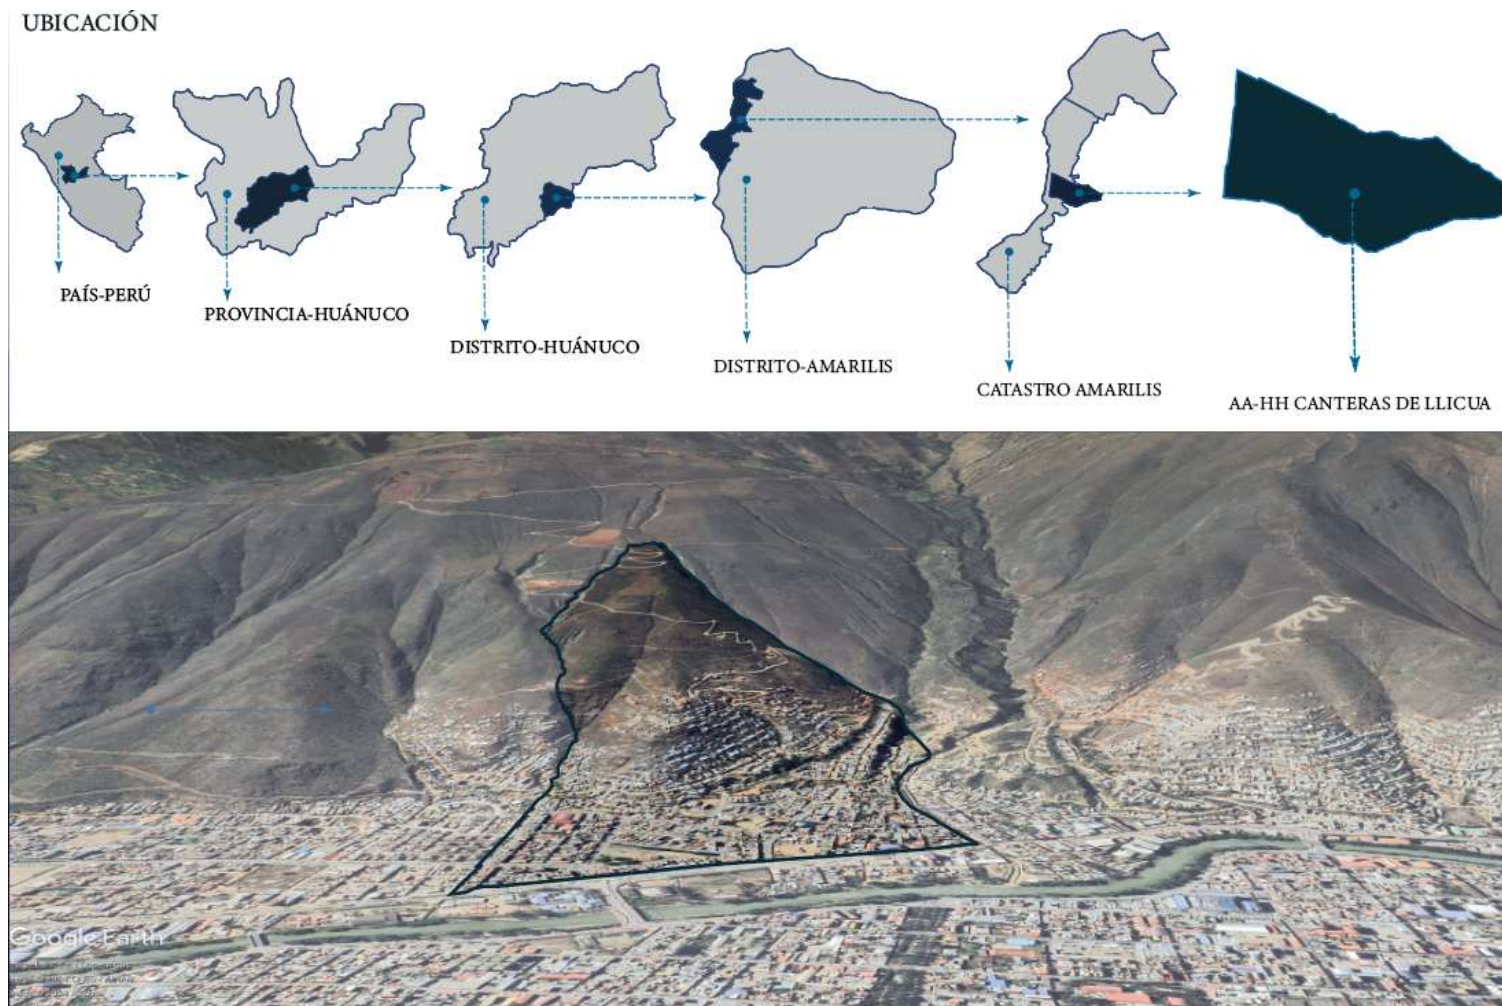 UBICACIÓN
PAÍS-PERÚ
PROVINCIA-HUÁNUCO
DISTRITO-HUÁNUCO
DISTRITO-AMARILIS
CATASTRO AMARILIS
AA-HH CANTERAS DE LLICUA
Google Earth